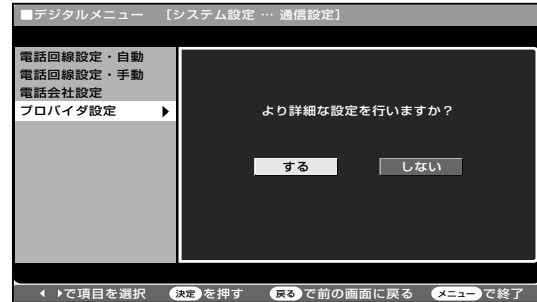 ■デジタルメニュー [システム設定 … 通信設定]
電話回線設定・自動
電話回線設定・手動
電話会社設定
プロバイダ設定
より詳細な設定を行いますか?
する しない
で項目を選択 決定 を押す 戻る で前の画面に戻る メニュー で終了